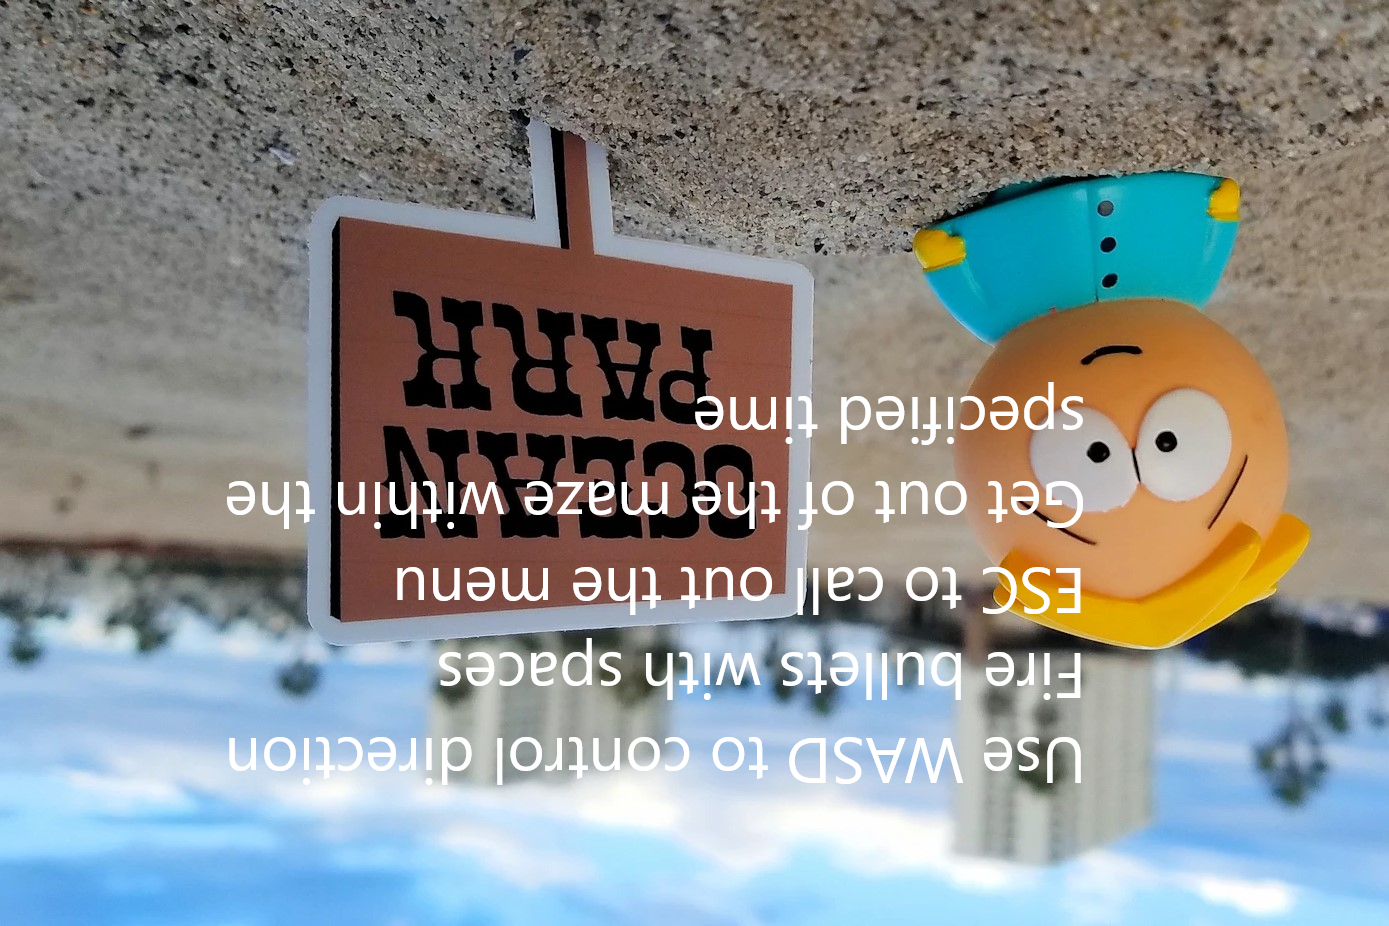 Use WASD to control direction
Fire bullets with spaces
ESC to call out the menu
Get out of the maze within the
specified time
OCEAN
PARK